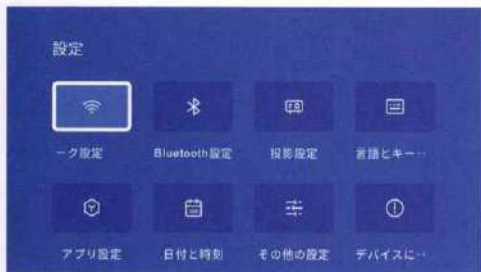 設定
ーク設定
Bluetooth設定
投影設定
言語とキー…
アプリ設定
日付と時刻
その他の設定
デバイスに…